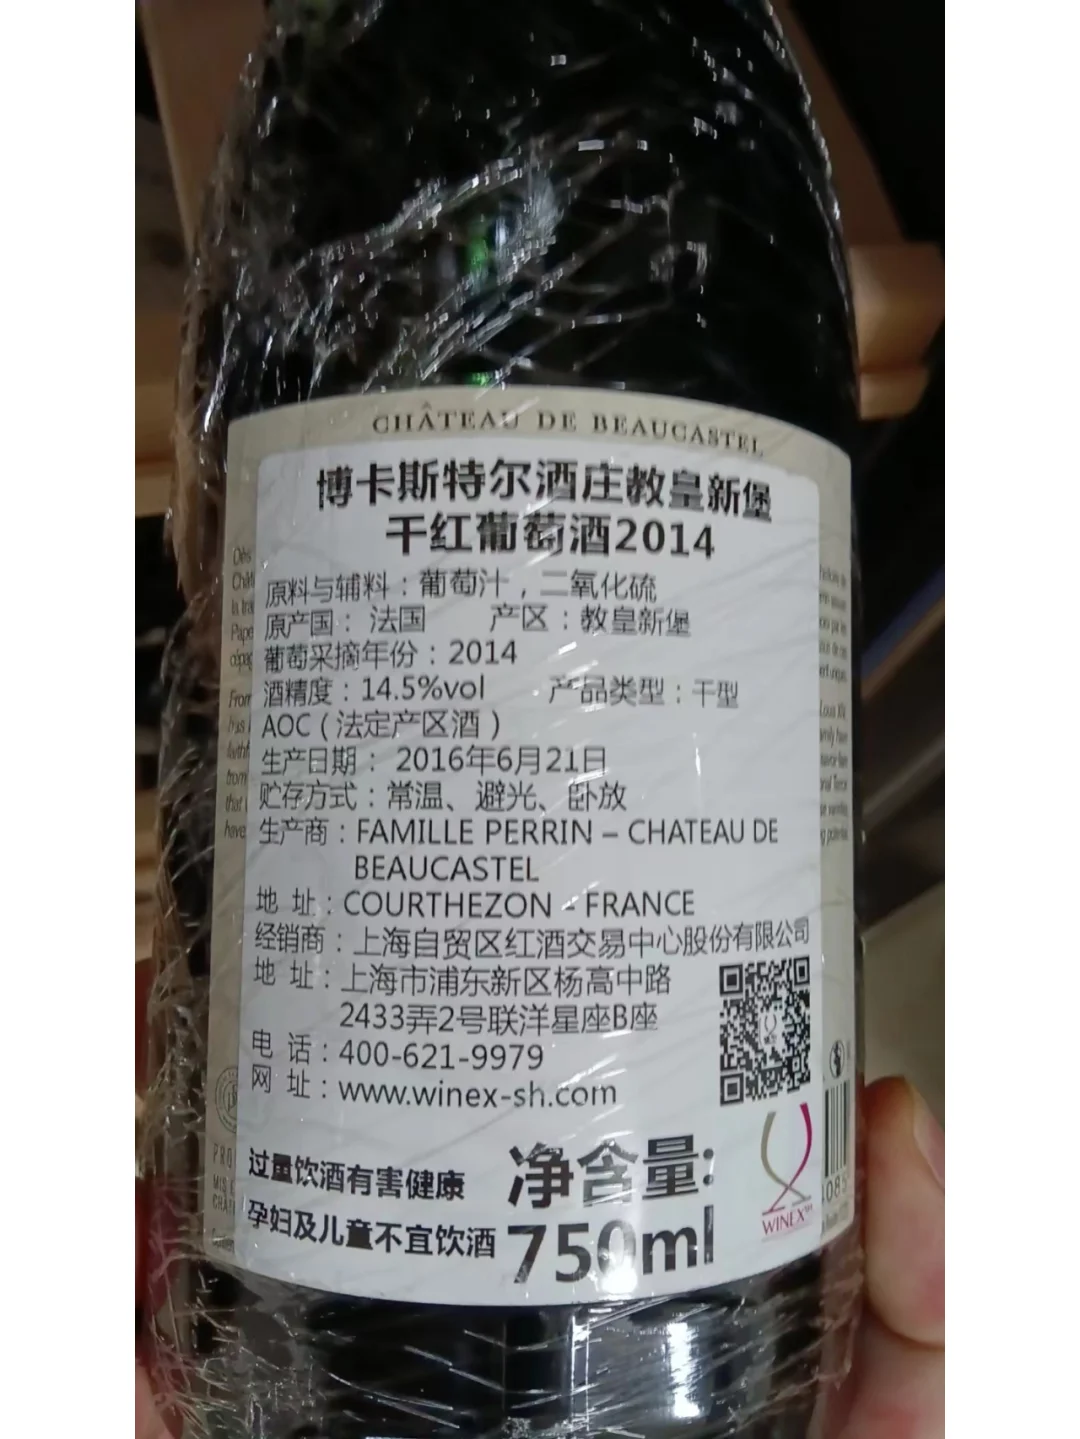 CHÂTEAU DE BEAUCASTEL
博卡斯特尔酒庄教皇新堡
干红葡萄酒2014
原料与辅料：葡萄汁，二氧化硫
原产国：法国 产区：教皇新堡
葡萄采摘年份：2014
酒精度：14.5%vol 产品类型：干型
AOC（法定产区酒）
生产日期：2016年6月21日
贮存方式：常温、避光、卧放
生产商：FAMILLE PERRIN – CHATEAU DE
BEAUCASTEL
地 址：COURTHEZON - FRANCE
经销商：上海自贸区红酒交易中心股份有限公司
地 址：上海市浦东新区杨高中路
2433弄2号联洋星座B座
电 话：400-621-9979
网 址：www.winex-sh.com
过量饮酒有害健康
孕妇及儿童不宜饮酒
净含量:
750ml
WINEX
From
from
that
have